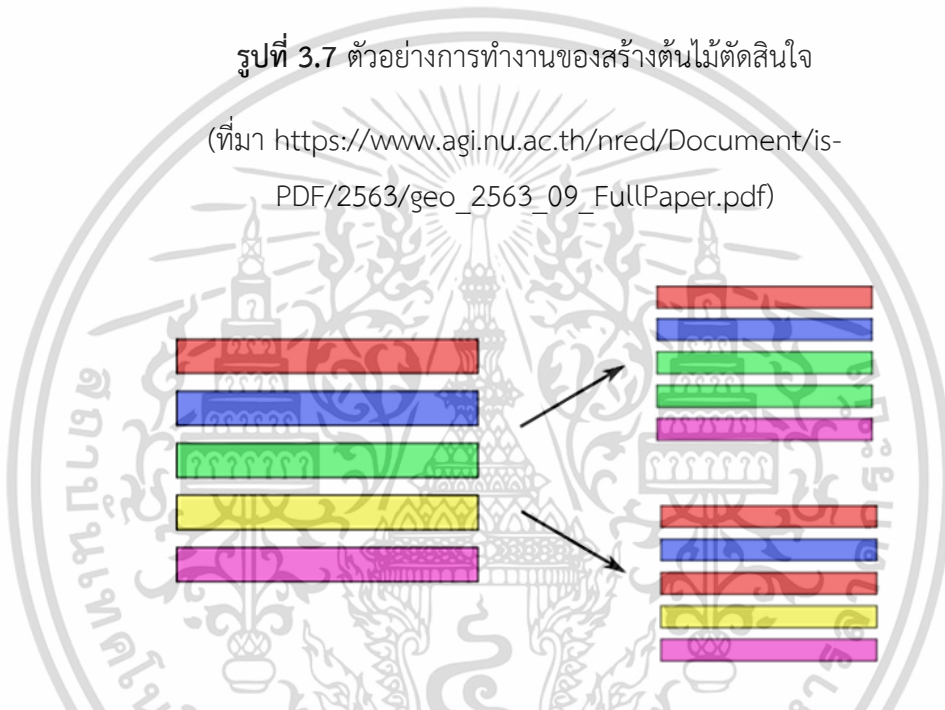 รูปที่ 3.7 ตัวอย่างการทำงานของสร้างต้นไม้ตัดสินใจ
(ที่มา https://www.agi.nu.ac.th/nred/Document/is-
PDF/2563/geo_2563_09_FullPaper.pdf)